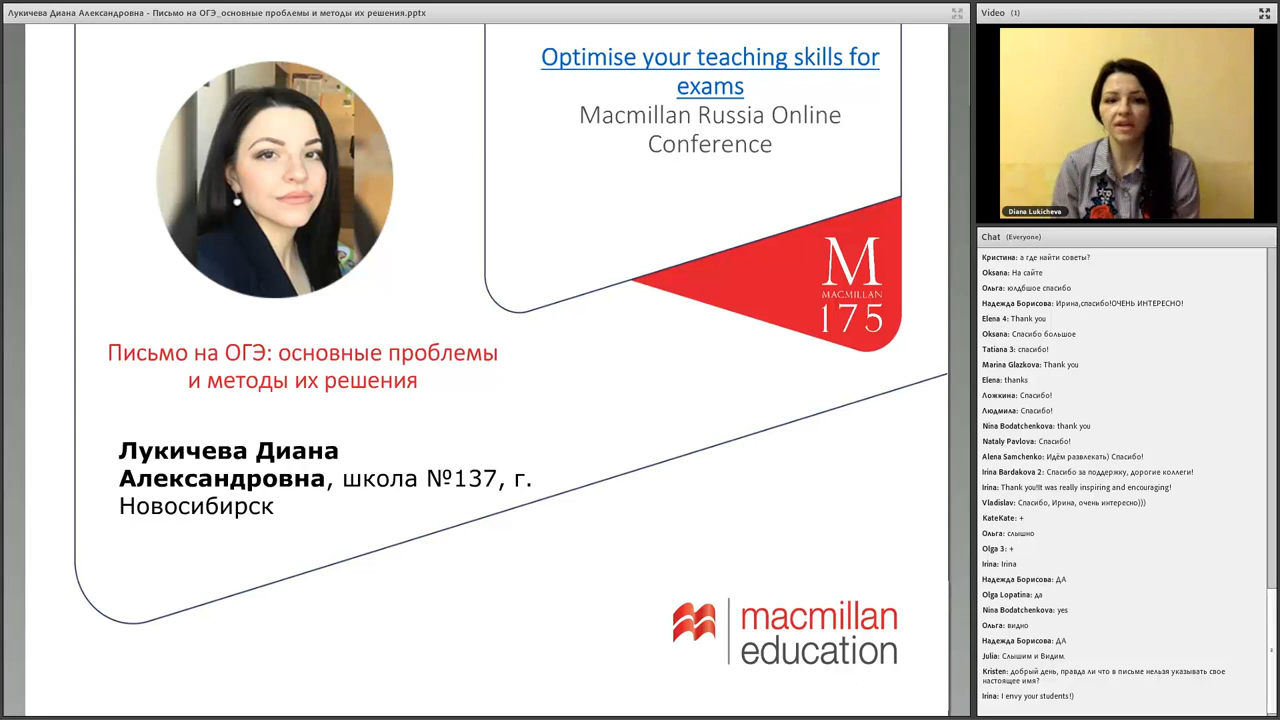 Лукичева Диана Александровна - Письмо на ОГЭ_основные проблемы и методы их решения.pptx
Optimise your teaching skills for
exams
Macmillan Russia Online
Conference
M
MACMILLAN
175
Письмо на ОГЭ: основные проблемы
и методы их решения
Лукичева Диана
Александровна, школа №137, г.
Новосибирск
macmillan
education
Video (1)
Diana Lukicheva
Chat (Everyone)
Кристина: а где найти советы?
Oksana: На сайте
Ольга: юлдбшое спасибо
Надежда Борисова: Ирина,спасибо!ОЧЕНЬ ИНТЕРЕСНО!
Elena 4: Thank you
Oksana: Спасибо большое
Tatiana 3: спасибо!
Marina Glazkova: Thank you
Elena: thanks
Ложкина: Спасибо!
Людмила: Спасибо!
Nina Bodatchenkova: thank you
Nataly Pavlova: Спасибо!
Alena Samchenko: Идём развлекать) Спасибо!
Irina Bardakova 2: Спасибо за поддержку, дорогие коллеги!
Irina: Thank you!It was really inspiring and encouraging!
Vladislav: Спасибо, Ирина, очень интересно)))
KateKate: +
Ольга: слышно
Olga 3: +
Irina: Irina
Надежда Борисова: ДА
Olga Lopatina: да
Nina Bodatchenkova: yes
Ольга: видно
Надежда Борисова: ДА
Julia: Слышим и Видим.
Kristen: добрый день, правда ли что в письме нельзя указывать свое
настоящее имя?
Irina: I envy your students!)